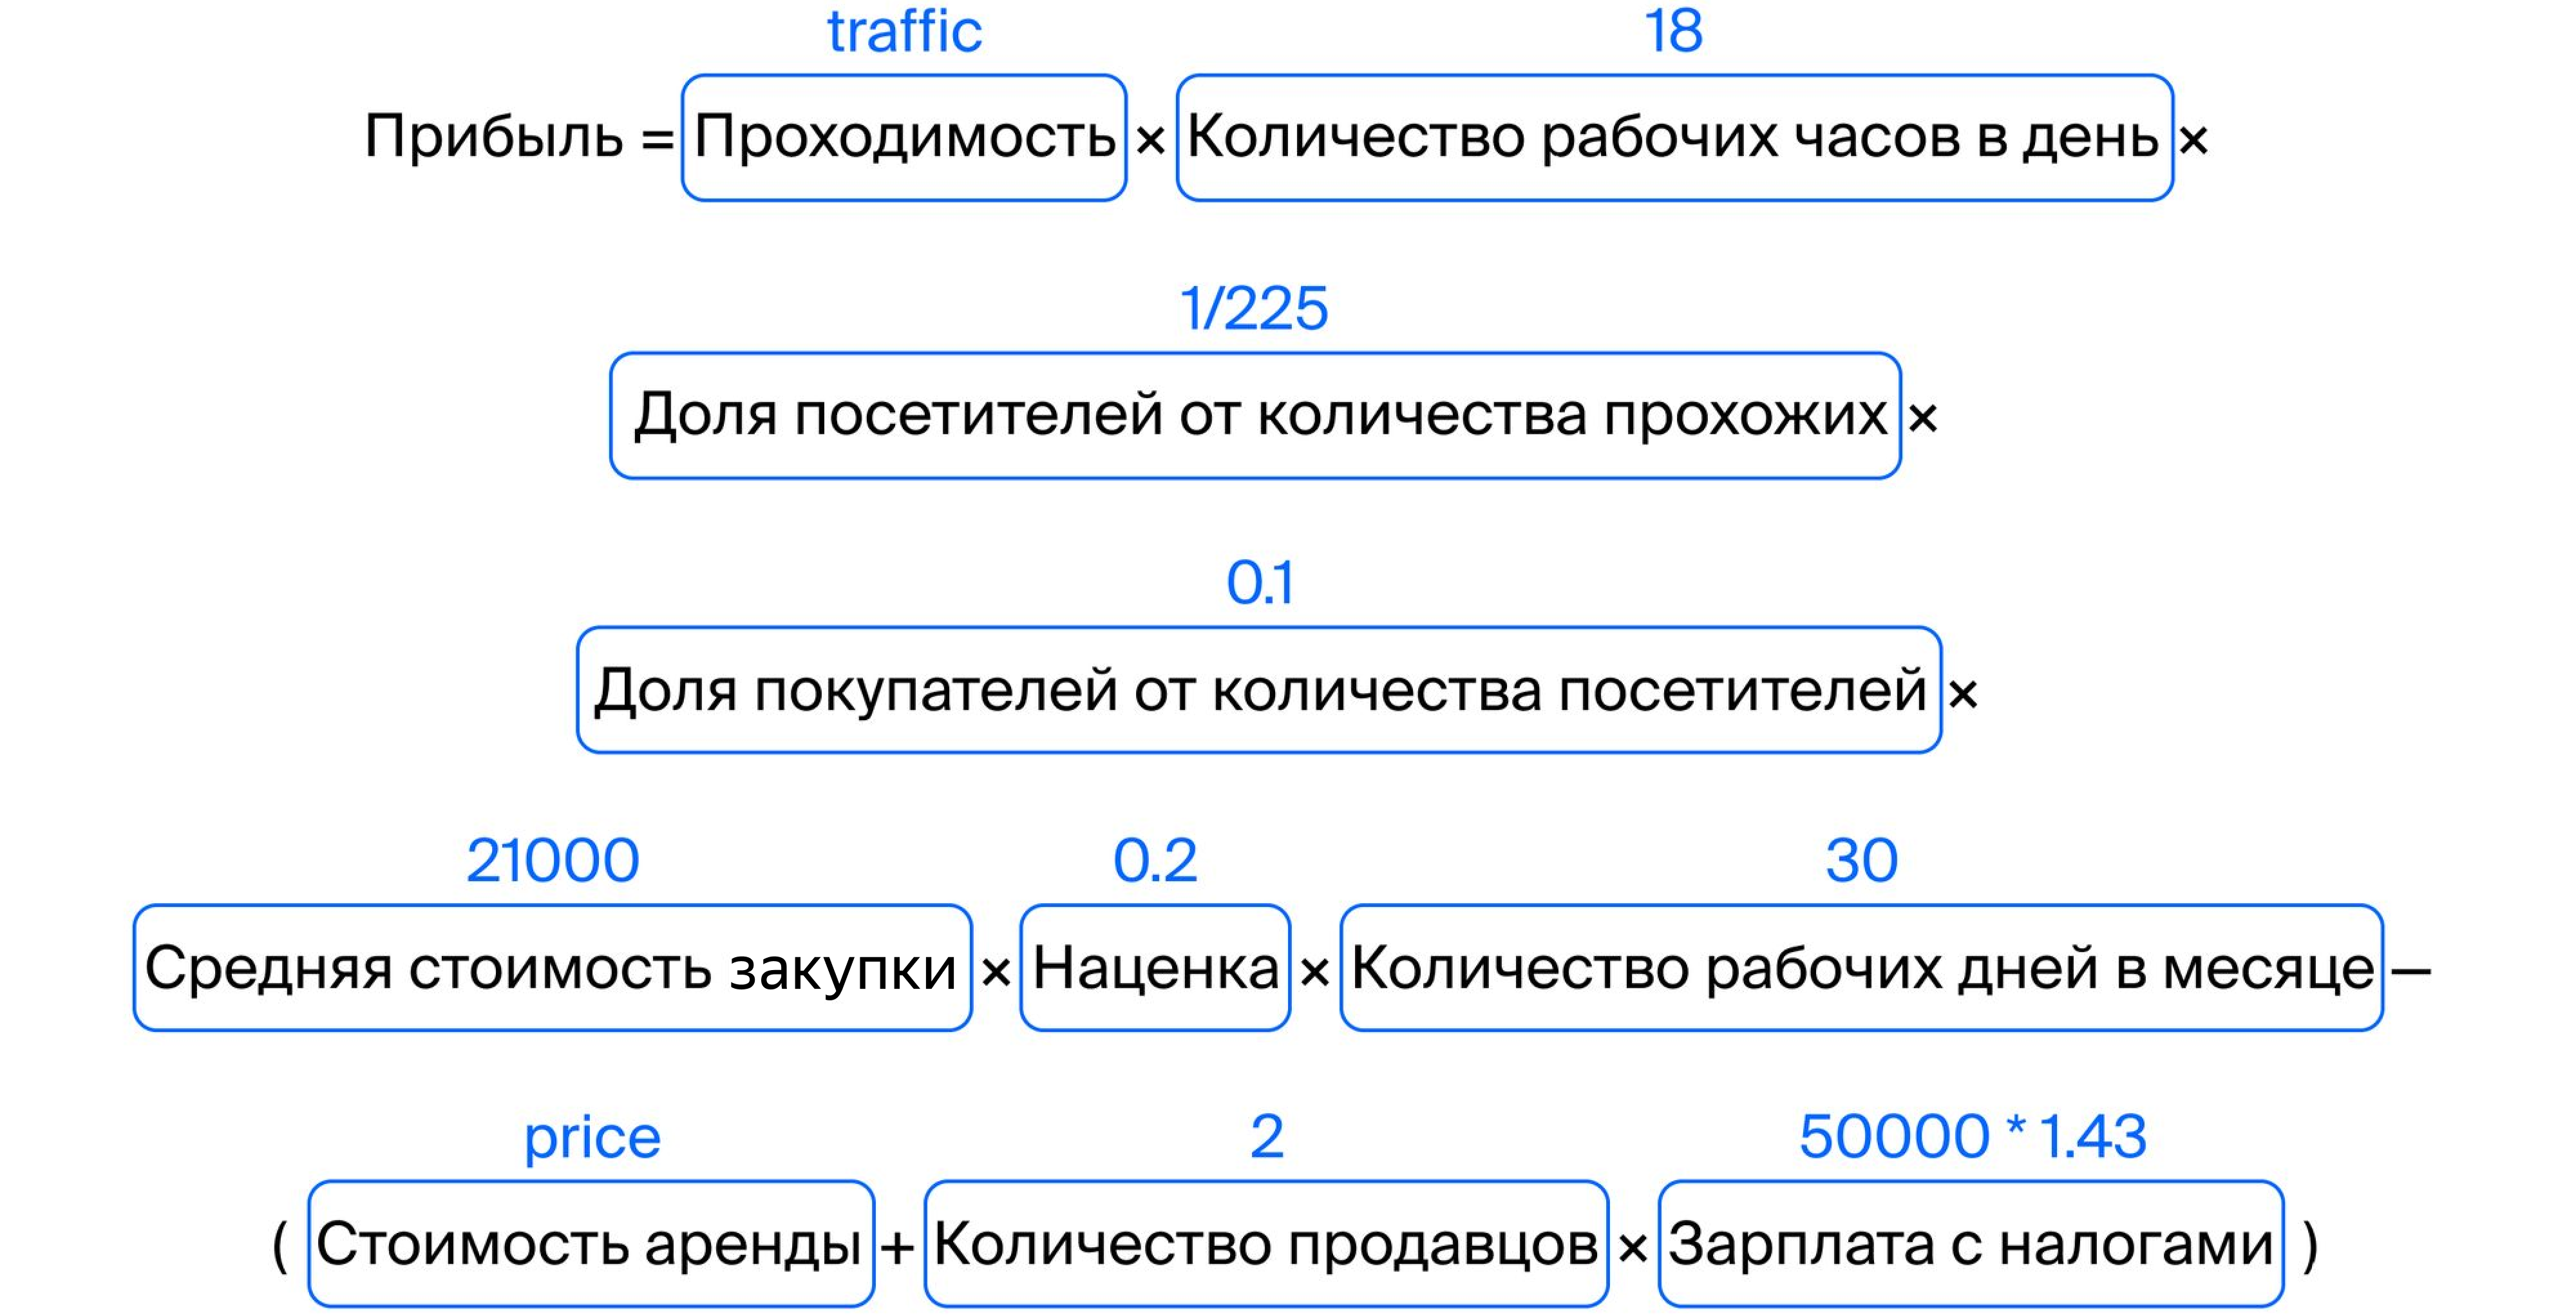 traffic 18
Прибыль = Проходимость × Количество рабочих часов в день ×
1/225
Доля посетителей от количества прохожих ×
0.1
Доля покупателей от количества посетителей ×
21000 0.2 30
Средняя стоимость закупки × Наценка × Количество рабочих дней в месяце —
price 2 50000 * 1.43
( Стоимость аренды + Количество продавцов × Зарплата с налогами )